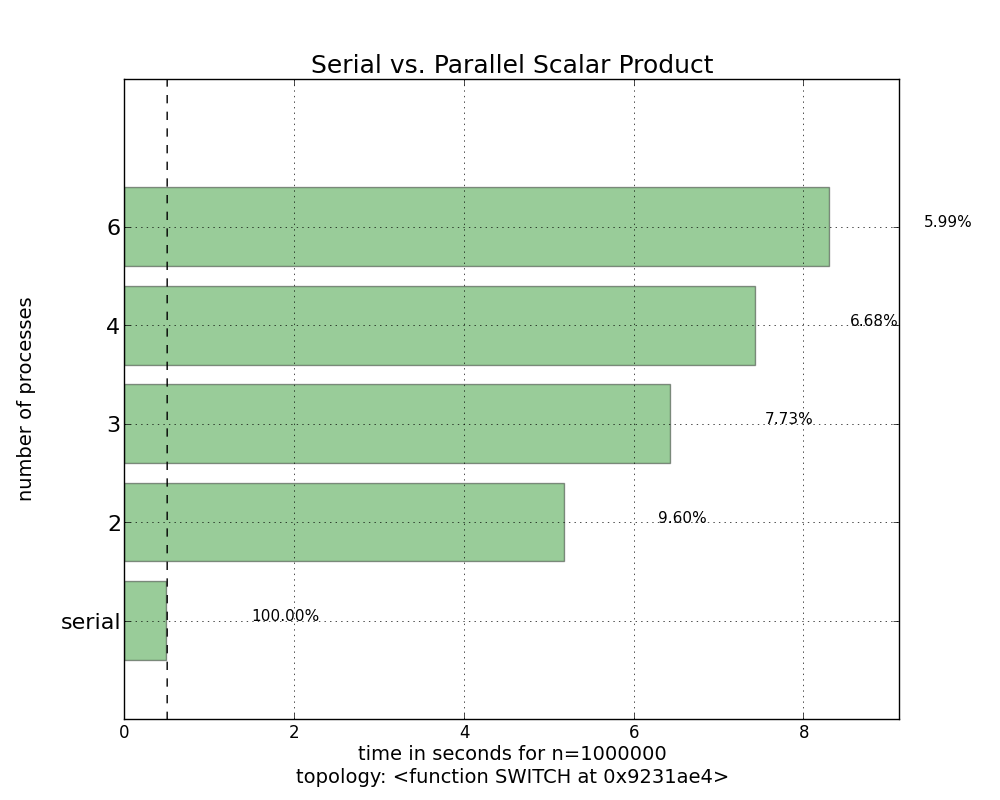 Serial vs. Parallel Scalar Product
number of processes
6
5.99%
4
6.68%
3
7.73%
2
9.60%
serial
100.00%
0 2 4 6 8
time in seconds for n=1000000
topology: <function SWITCH at 0x9231ae4>